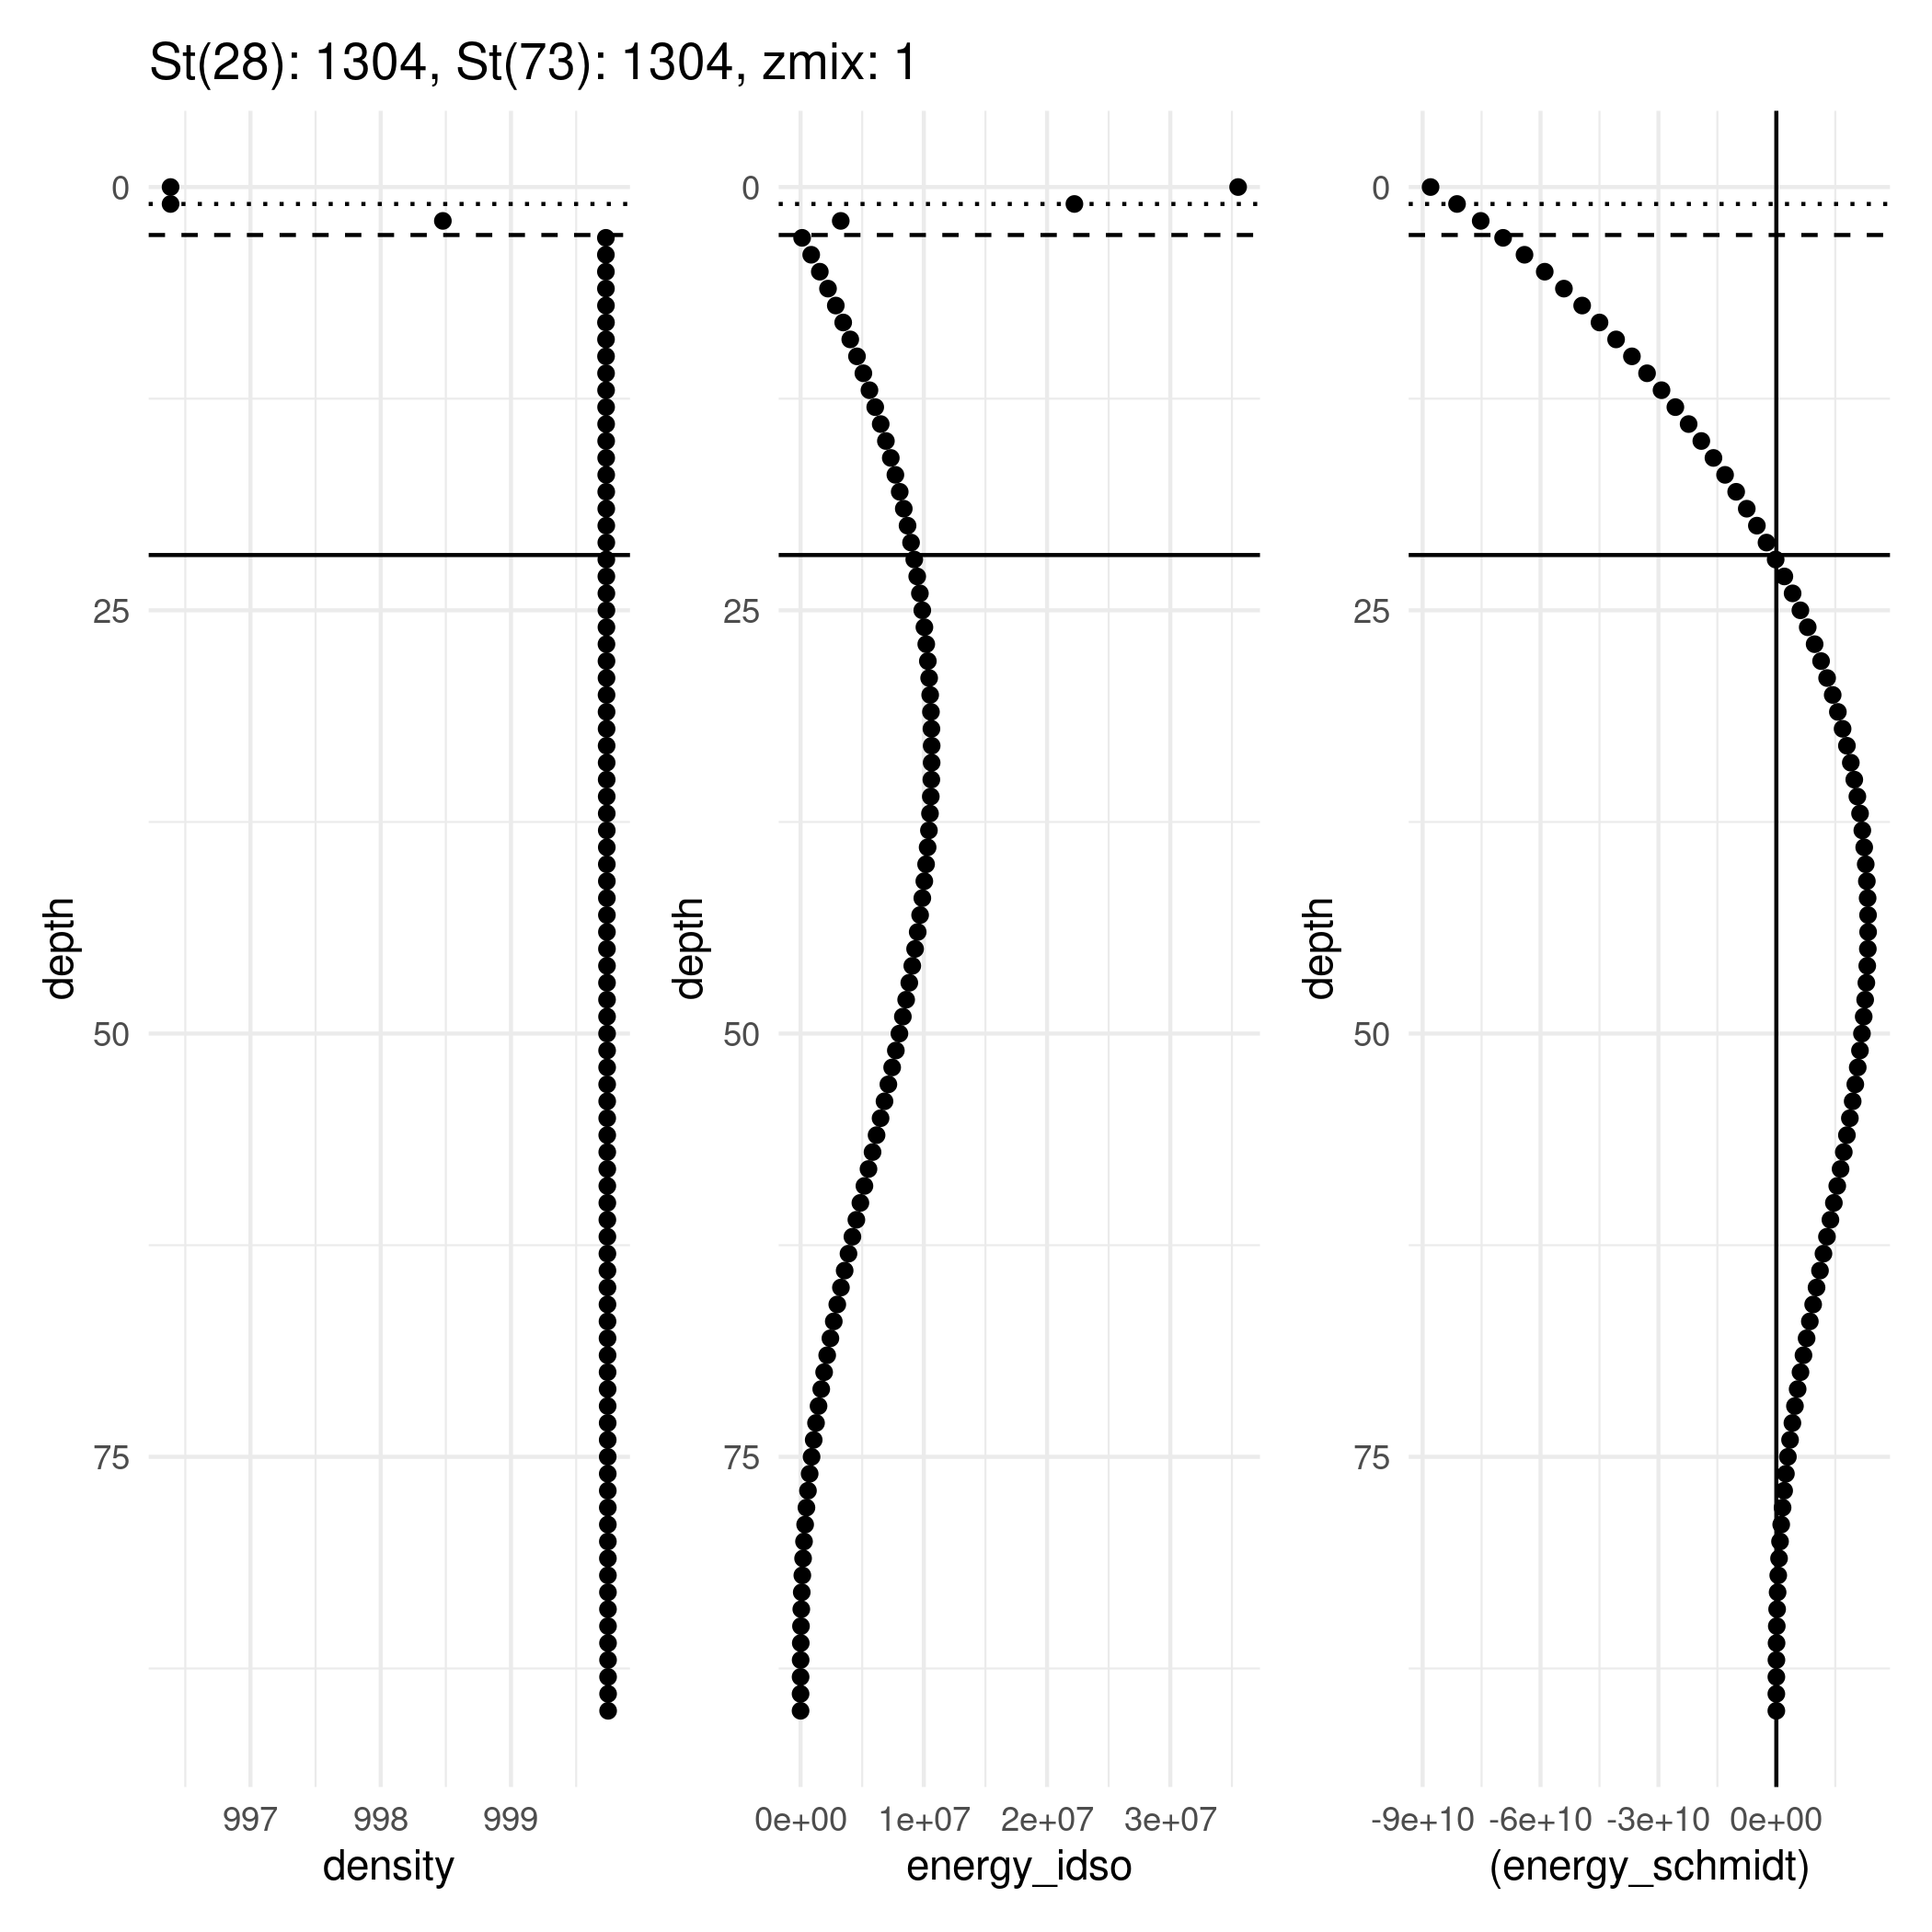 St(28): 1304, St(73): 1304, zmix: 1
0
25
50
75
depth
997 998 999
density
0
25
50
75
depth
0e+00 1e+07 2e+07 3e+07
energy_idso
0
25
50
75
depth
-9e+10 -6e+10 -3e+10 0e+00
(energy_schmidt)